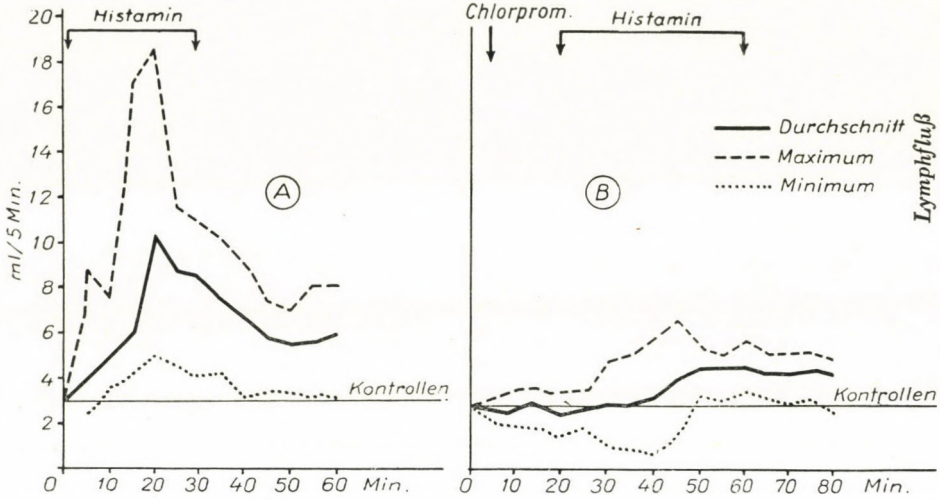 Histamin
20
18
16
14
12
10
8
6
4
2
0
ml/5 Min.
A
Kontrollen
0 10 20 30 40 50 60 Min.
Chlorprom.
Histamin
Durchschnitt
Maximum
Minimum
Lymphfluß
B
Kontrollen
0 10 20 30 40 50 60 70 80 Min.